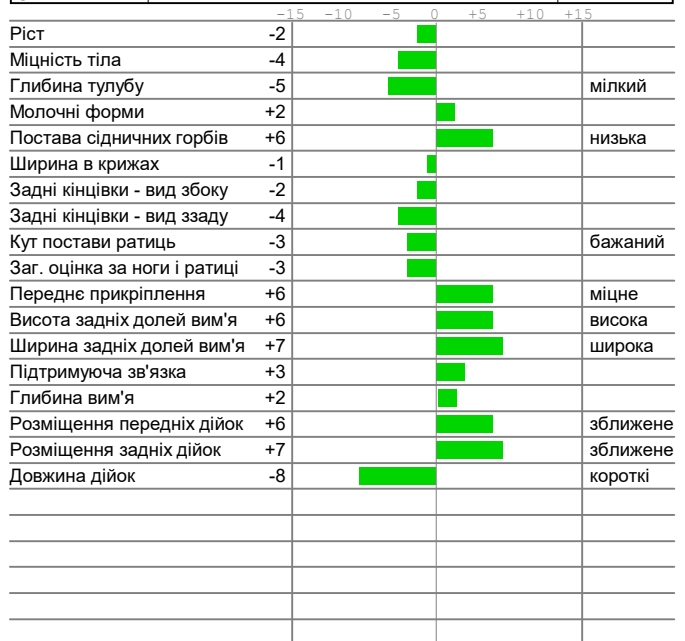 -15 -10 -5 0 +5 +10 +15
Ріст -2
Міцність тіла -4
Глибина тулубу -5 мілкий
Молочні форми +2
Постава сідничних горбів +6 низька
Ширина в крижах -1
Задні кінцівки - вид збоку -2
Задні кінцівки - вид ззаду -4
Кут постави ратиць -3 бажаний
Заг. оцінка за ноги і ратиці -3
Переднє прикріплення +6 міцне
Висота задніх долей вим'я +6 висока
Ширина задніх долей вим'я +7 широка
Підтримуюча зв'язка +3
Глибина вим'я +2
Розміщення передніх дійок +6 зближене
Розміщення задніх дійок +7 зближене
Довжина дійок -8 короткі